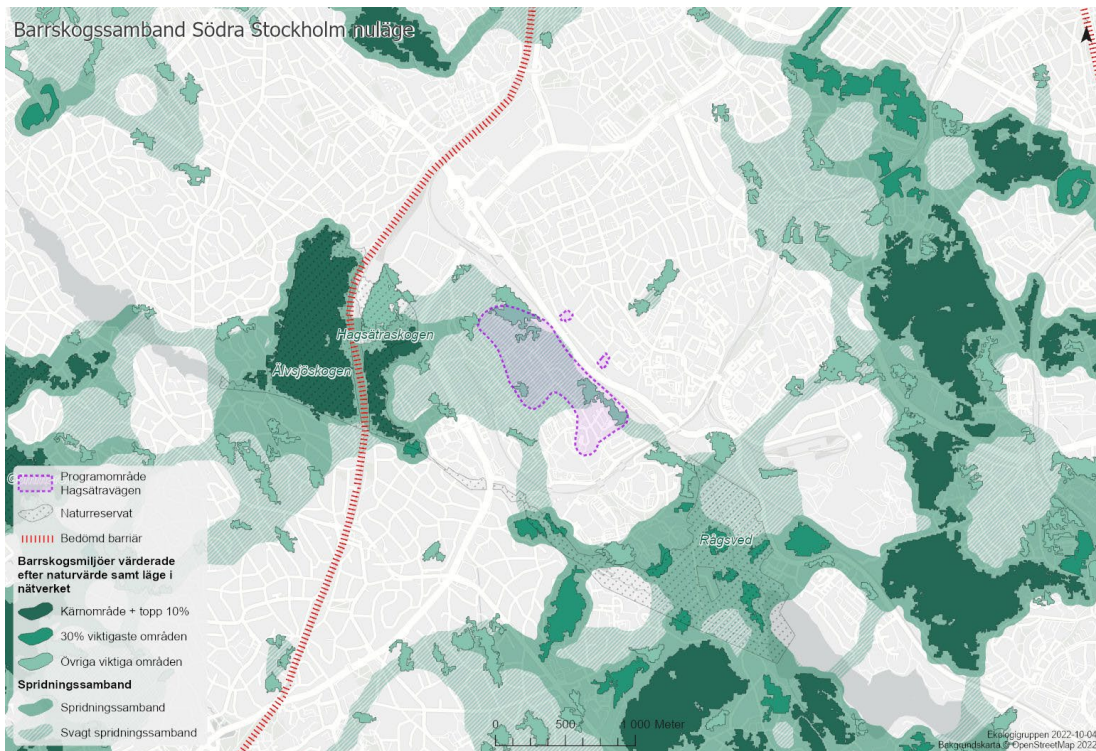 Barrskogssamband Södra Stockholm nuläge
Hagsätraskogen
Älvsjöskogen
Rågsved
Programområde
Hagsätravägen
Naturreservat
Bedömd barriär
Barrskogsmiljöer värderade
efter naturvärde samt läge i
nätverket
Kärnområde + topp 10%
30% viktigaste områden
Övriga viktiga områden
Spridningssamband
Spridningssamband
Svagt spridningssamband
0 500 1 000 Meter
Ekologigruppen 2022-10-04
Bakgrundskarta © OpenStreetMap 2022